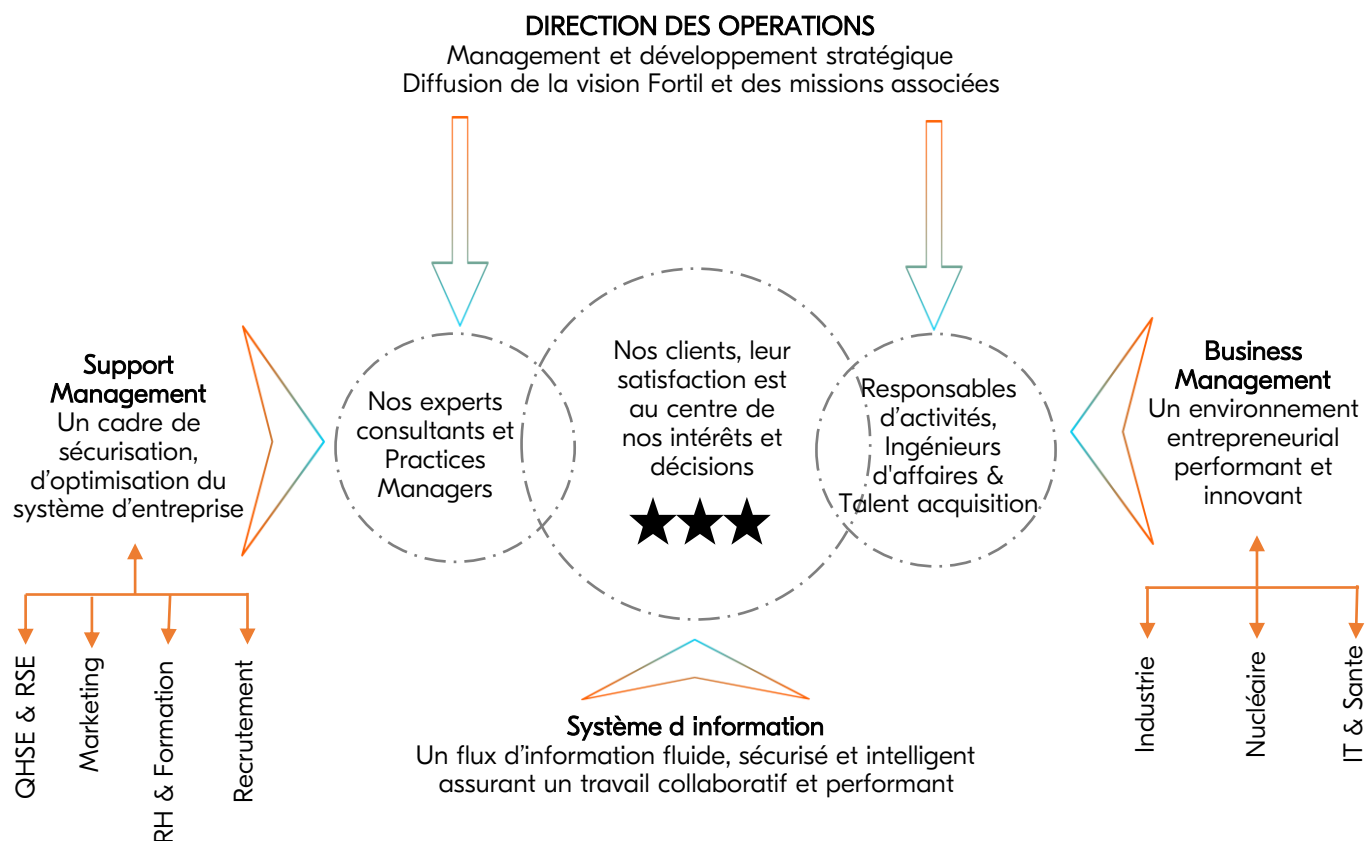 DIRECTION DES OPERATIONS
Management et développement stratégique
Diffusion de la vision Fortil et des missions associées
Support
Management
Un cadre de
sécurisation,
d’optimisation du
système d’entreprise
Nos experts
consultants et
Practices
Managers
Nos clients, leur
satisfaction est
au centre de
nos intérêts et
décisions
Responsables
d’activités,
Ingénieurs
d'affaires &
Talent acquisition
Business
Management
Un environnement
entrepreneurial
performant et
innovant
QHSE & RSE
Marketing
RH & Formation
Recrutement
Système d information
Un flux d’information fluide, sécurisé et intelligent
assurant un travail collaboratif et performant
Industrie
Nucléaire
IT & Sante